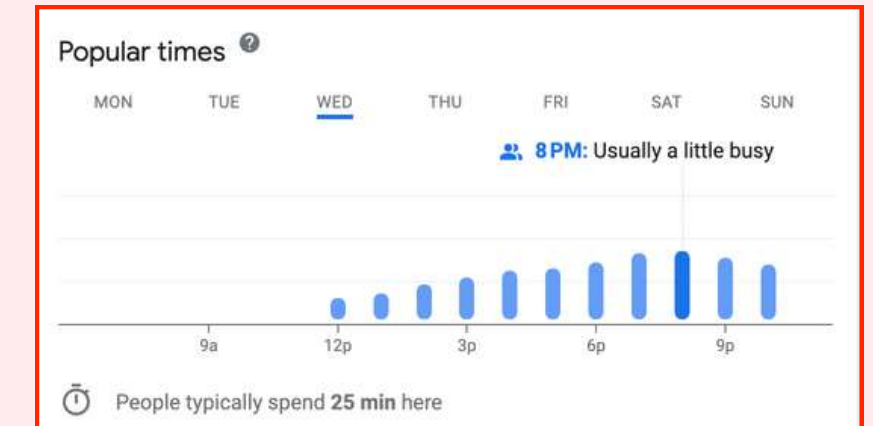 Popular times ?
MON TUE WED THU FRI SAT SUN
8 PM: Usually a little busy
9a 12p 3p 6p 9p
People typically spend 25 min here